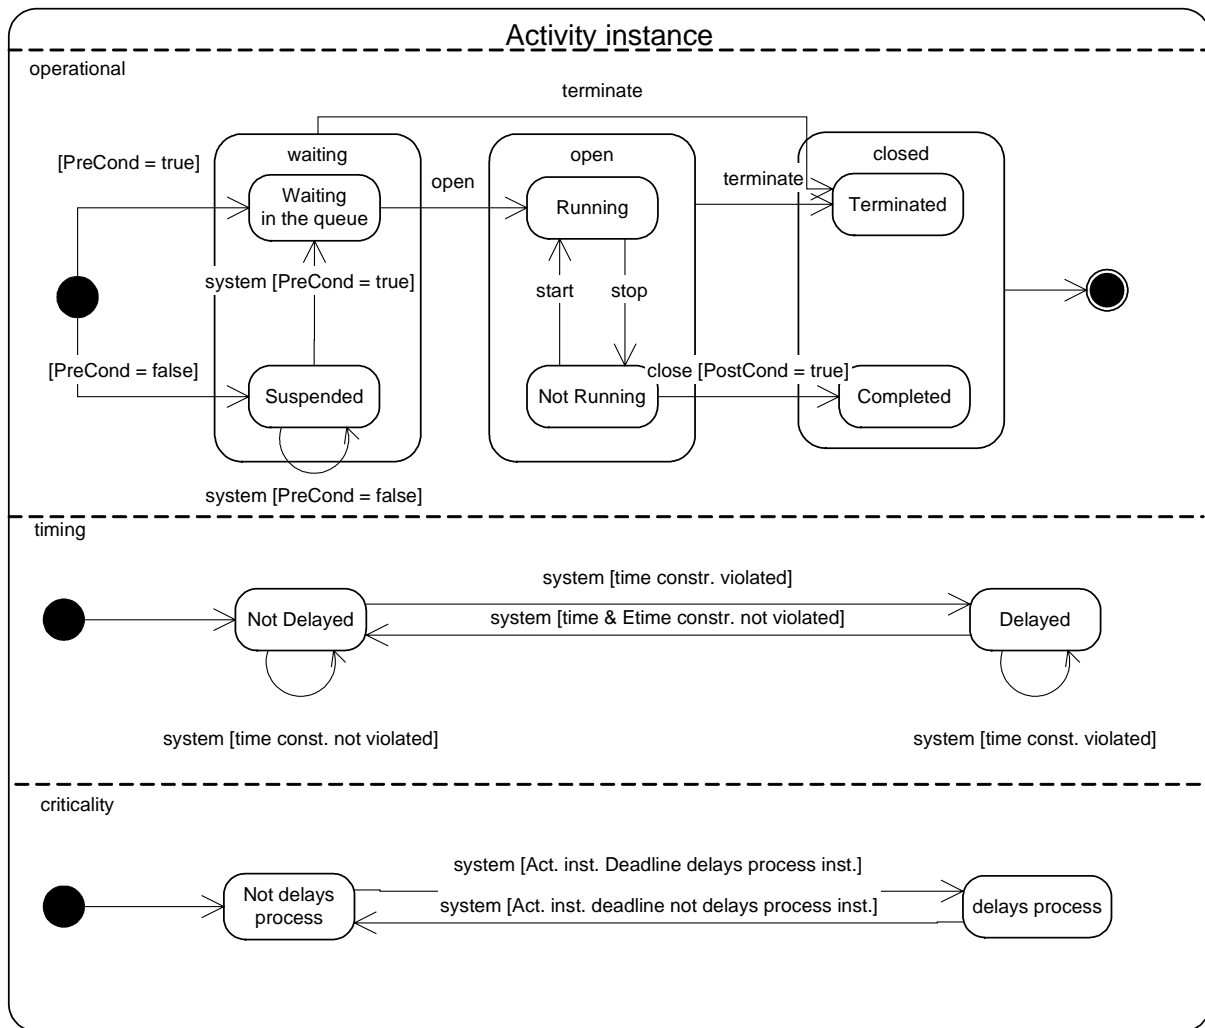 Activity instance
operational
terminate
waiting
open
closed
[PreCond = true]
open
terminate
Waiting
in the queue
Running
Terminated
system [PreCond = true]
start
stop
[PreCond = false]
close [PostCond = true]
Suspended
Not Running
Completed
system [PreCond = false]
timing
system [time constr. violated]
Not Delayed
system [time & Etime constr. not violated]
Delayed
system [time const. not violated]
system [time const. violated]
criticality
system [Act. inst. Deadline delays process inst.]
Not delays
process
system [Act. inst. deadline not delays process inst.]
delays process